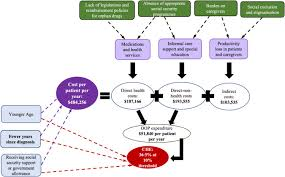 Lack of legislations and
reimbursement policies
for orphan drugs
Absence of appropriate
social security
programmes
Burden on
caregivers
Social exclusion
and stigmatisation
Medications and
health services
Informal care support
and special education
Productivity loss
in patients and
caregivers
Cost per
patient per
year:
$484,256
Direct health
costs:
$187,166
Direct non-
health costs:
$193,555
Indirect
costs:
$103,535
OOP expenditure
per patient
per year
Younger Age
Fewer years
since diagnosis
Receiving social
security support or
government
allowance
CHE:
at
10%
threshold